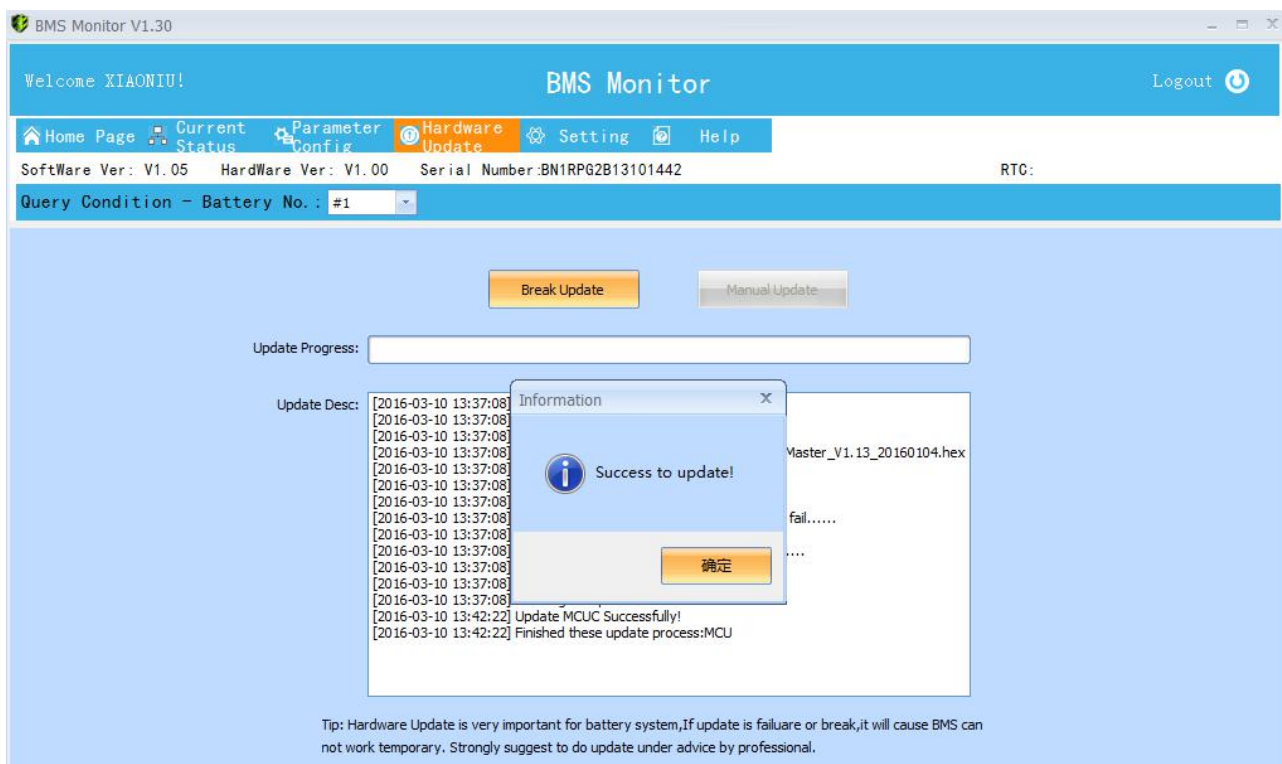 BMS Monitor V1.30
Welcome XIAONIU!
BMS Monitor
Logout
Home Page
Current Status
Parameter Config
Hardware Update
Setting
Help
SoftWare Ver: V1.05 HardWare Ver: V1.00 Serial Number:BN1RPG2B13101442 RTC:
Query Condition - Battery No.: #1
Break Update
Manual Update
Update Progress:
Update Desc:
[2016-03-10 13:37:08]
[2016-03-10 13:37:08]
[2016-03-10 13:37:08]
[2016-03-10 13:37:08] Master_V1.13_20160104.hex
[2016-03-10 13:37:08]
[2016-03-10 13:37:08]
[2016-03-10 13:37:08]
[2016-03-10 13:37:08] fail......
[2016-03-10 13:37:08]
[2016-03-10 13:37:08] ....
[2016-03-10 13:37:08]
[2016-03-10 13:37:08]
[2016-03-10 13:37:08]
[2016-03-10 13:42:22] Update MCUC Successfully!
[2016-03-10 13:42:22] Finished these update process:MCU
Information
X
Success to update!
确定
Tip: Hardware Update is very important for battery system,If update is failuare or break,it will cause BMS can
not work temporary. Strongly suggest to do update under advice by professional.